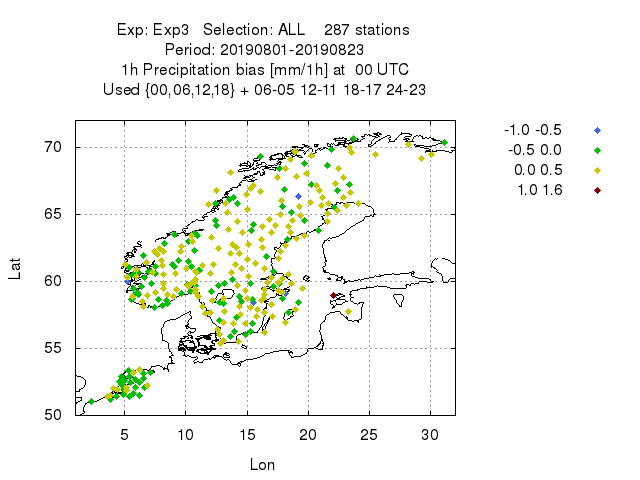 Exp: Exp3 Selection: ALL 287 stations
Period: 20190801-20190823
1h Precipitation bias [mm/1h] at 00 UTC
Used {00,06,12,18} + 06-05 12-11 18-17 24-23
-1.0 -0.5
-0.5 0.0
0.0 0.5
1.0 1.6
70
65
60
55
50
Lat
5 10 15 20 25 30
Lon